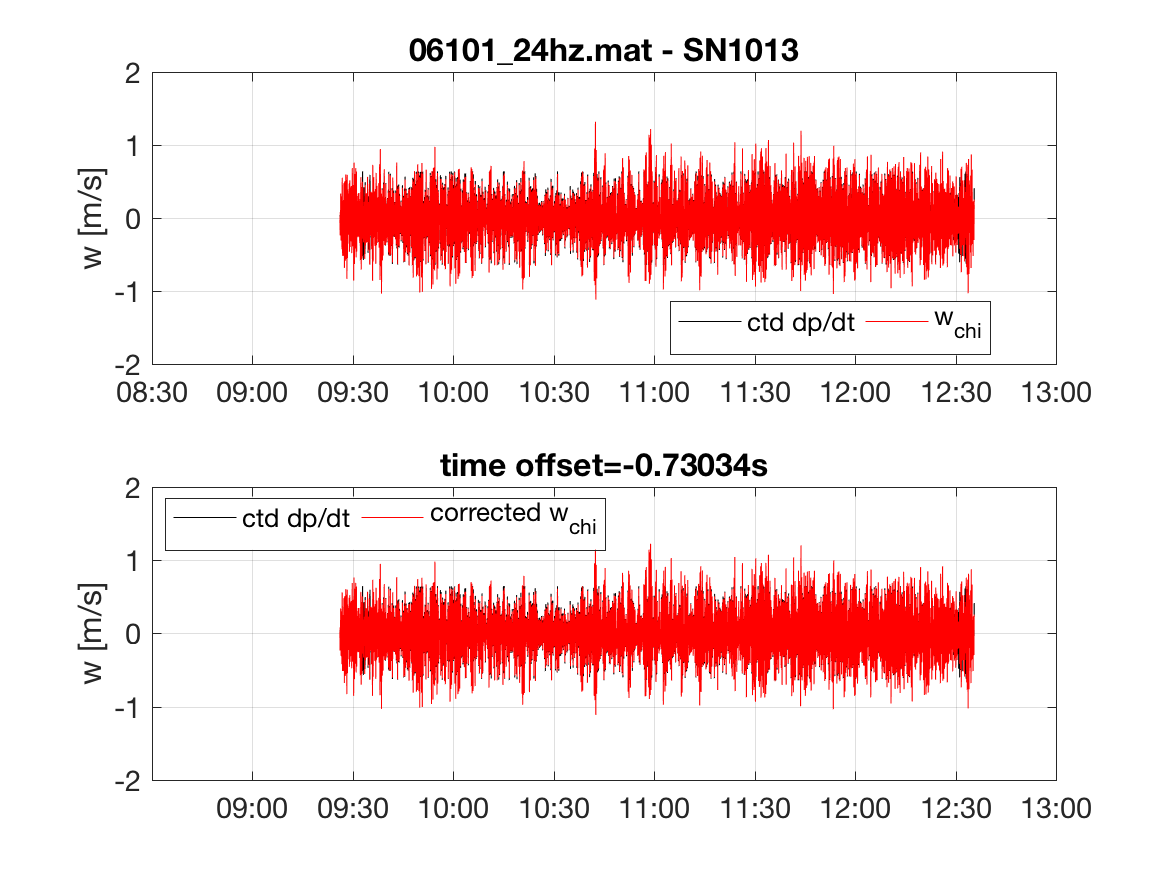 06101_24hz.mat - SN1013
2
1
0
-1
-2
w [m/s]
ctd dp/dt w_chi
08:30 09:00 09:30 10:00 10:30 11:00 11:30 12:00 12:30 13:00
time offset=-0.73034s
2
1
0
-1
-2
w [m/s]
ctd dp/dt corrected w_chi
09:00 09:30 10:00 10:30 11:00 11:30 12:00 12:30 13:00